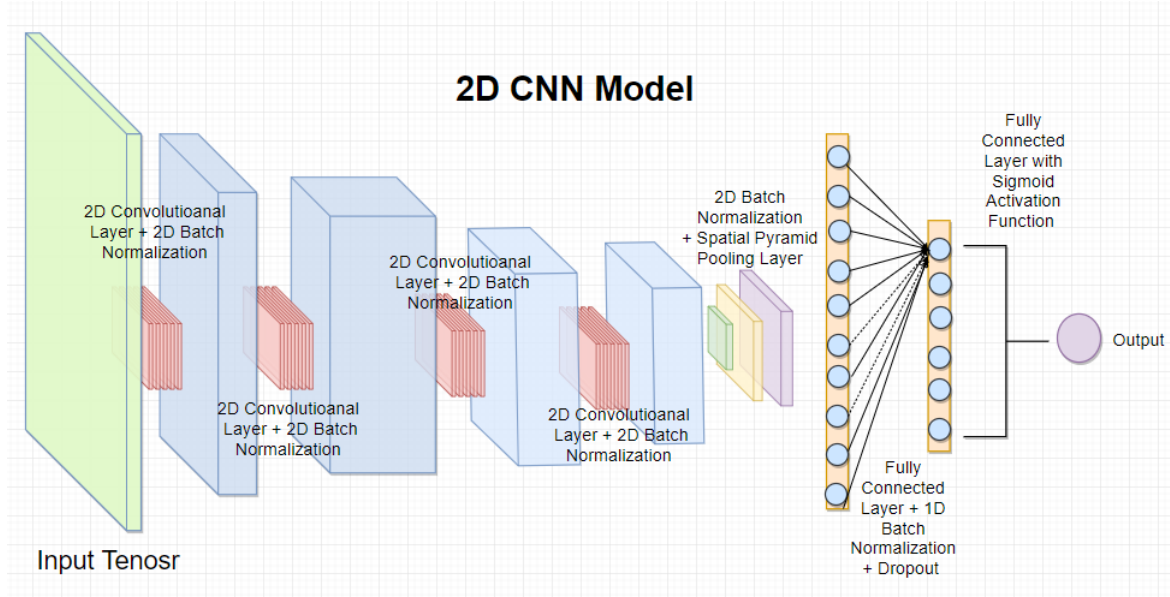 2D CNN Model
2D Convolutioanal
Layer + 2D Batch
Normalization
2D Convolutioanal
Layer + 2D Batch
Normalization
2D Convolutioanal
Layer + 2D Batch
Normalization
2D Convolutioanal
Layer + 2D Batch
Normalization
2D Batch
Normalization
+ Spatial Pyramid
Pooling Layer
Fully
Connected
Layer with
Sigmoid
Activation
Function
Fully
Connected
Layer + 1D
Batch
Normalization
+ Dropout
Output
Input Tenosr